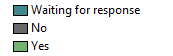 Waiting for response
No
Yes